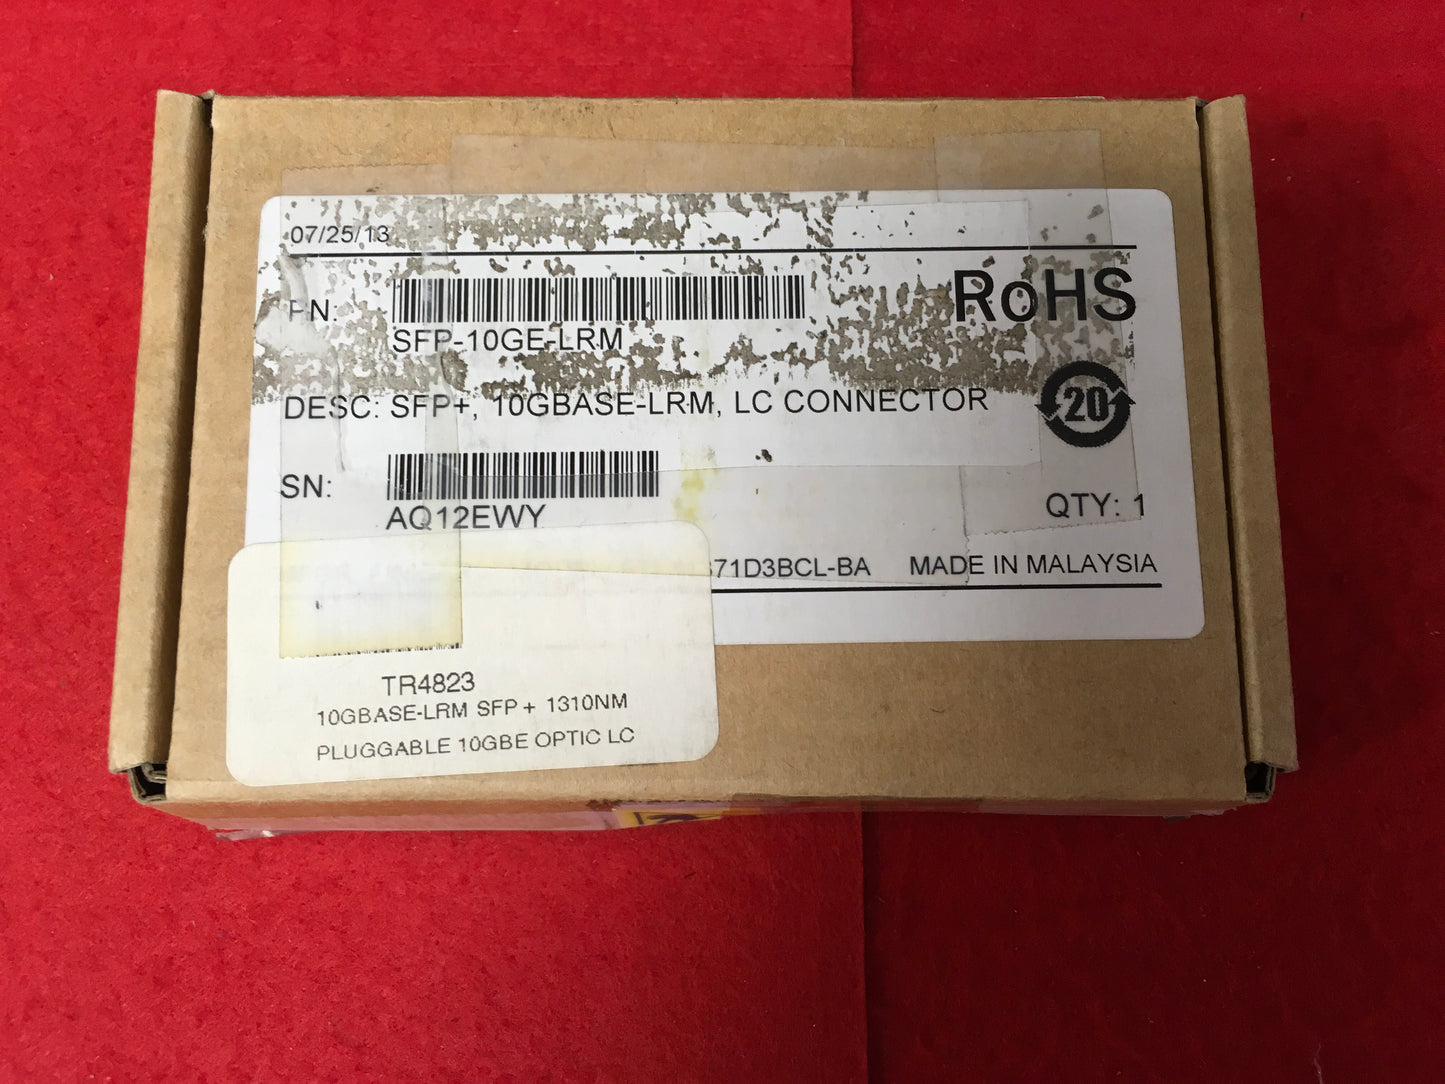 07/25/13
PN:
SFP-10GE-LRM
RoHS
DESC: SFP+, 10GBASE-LRM, LC CONNECTOR
20
SN:
AQ12EWY
QTY: 1
71D3BCL-BA MADE IN MALAYSIA
TR4823
10GBASE-LRM SFP + 1310NM
PLUGGABLE 10GBE OPTIC LC